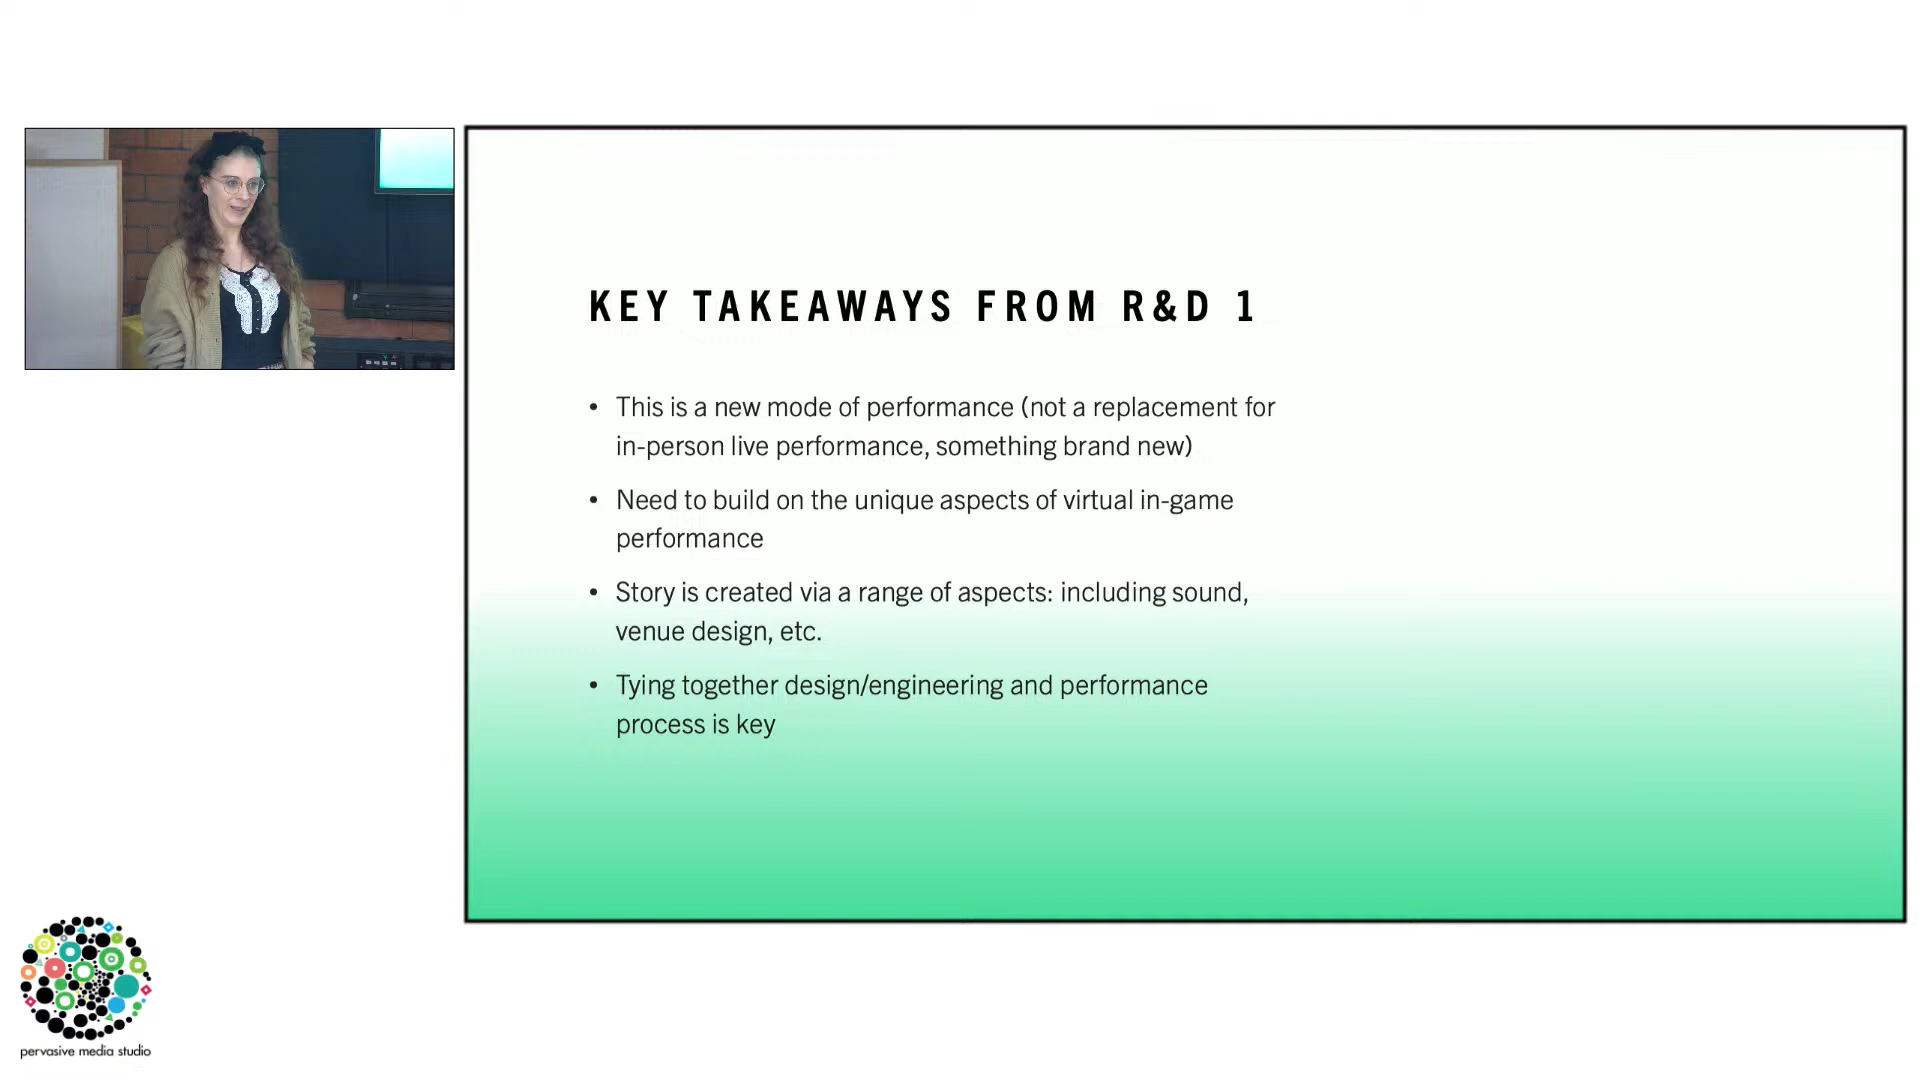 KEY TAKEAWAYS FROM R&D 1
• This is a new mode of performance (not a replacement for
in-person live performance, something brand new)
• Need to build on the unique aspects of virtual in-game
performance
• Story is created via a range of aspects: including sound,
venue design, etc.
• Tying together design/engineering and performance
process is key
pervasive media studio